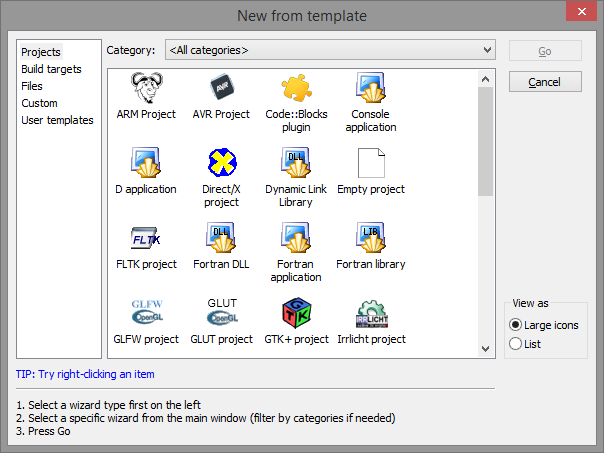 New from template
Projects
Build targets
Files
Custom
User templates
Category:
<All categories>
Go
Cancel
AVR
ARM Project
AVR Project
Code::Blocks
plugin
Console
application
DLL
D application
Direct/X
project
Dynamic Link
Library
Empty project
FLTK
DLL
LIB
FLTK project
Fortran DLL
Fortran
application
Fortran library
GLFW
OpenGL
GLUT
OpenGL
GTK
IRRLICHT
GLFW project
GLUT project
GTK+ project
Irrlicht project
View as
Large icons
List
TIP: Try right-clicking an item
1. Select a wizard type first on the left
2. Select a specific wizard from the main window (filter by categories if needed)
3. Press Go